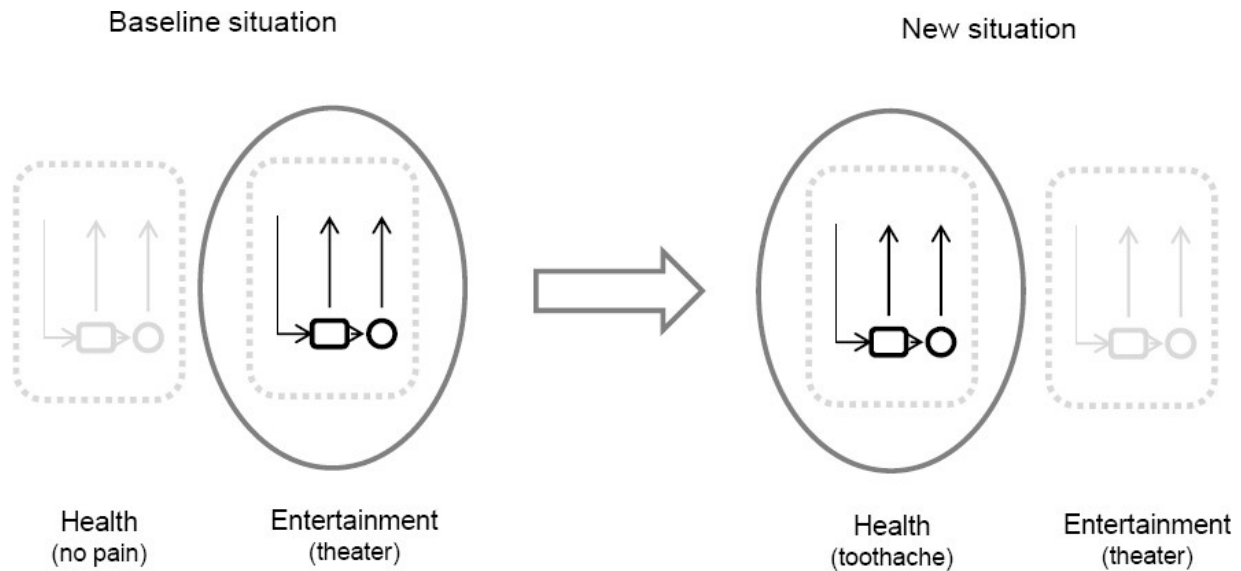 Baseline situation
New situation
Health
(no pain)
Entertainment
(theater)
Health
(toothache)
Entertainment
(theater)